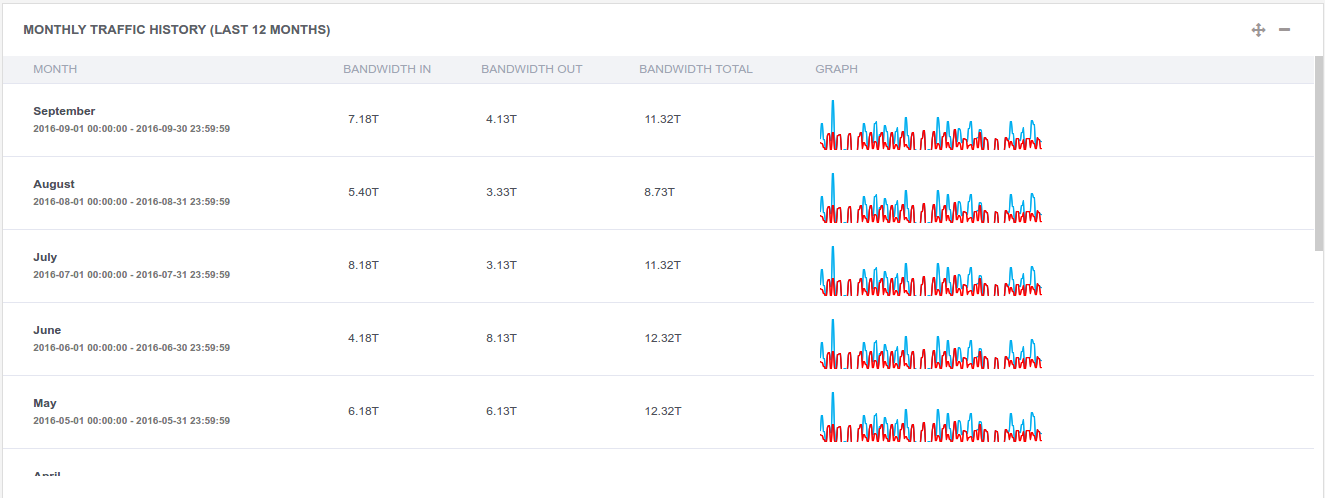 MONTHLY TRAFFIC HISTORY (LAST 12 MONTHS)
MONTH BANDWIDTH IN BANDWIDTH OUT BANDWIDTH TOTAL GRAPH
September
2016-09-01 00:00:00 - 2016-09-30 23:59:59
7.18T 4.13T 11.32T
August
2016-08-01 00:00:00 - 2016-08-31 23:59:59
5.40T 3.33T 8.73T
July
2016-07-01 00:00:00 - 2016-07-31 23:59:59
8.18T 3.13T 11.32T
June
2016-06-01 00:00:00 - 2016-06-30 23:59:59
4.18T 8.13T 12.32T
May
2016-05-01 00:00:00 - 2016-05-31 23:59:59
6.18T 6.13T 12.32T
April